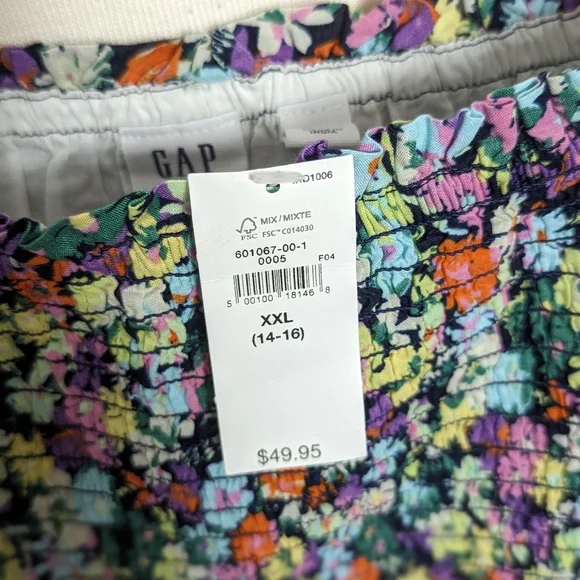 GAP
MIX/MIXTE
FSC
FSC™ C014030
601067-00-1
0005
F04
5 00100 18146 8
XXL
(14-16)
$49.95